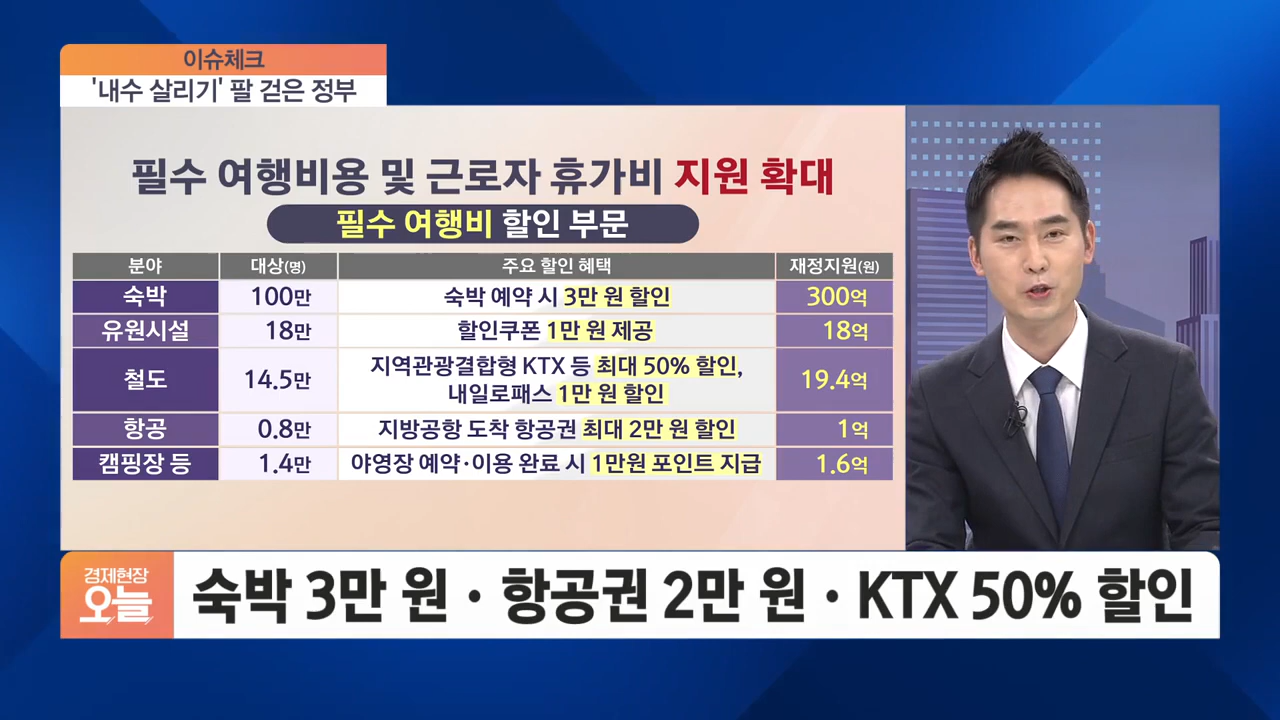 이슈체크
'내수 살리기' 팔 걷은 정부
필수 여행비용 및 근로자 휴가비 지원 확대
필수 여행비 할인 부문
분야 대상(명) 주요 할인 혜택 재정지원(원)
숙박 100만 숙박 예약 시 3만 원 할인 300억
유원시설 18만 할인쿠폰 1만 원 제공 18억
철도 14.5만 지역관광결합형 KTX 등 최대 50% 할인, 19.4억
내일로패스 1만 원 할인
항공 0.8만 지방공항 도착 항공권 최대 2만 원 할인 1억
캠핑장 등 1.4만 야영장 예약·이용 완료 시 1만원 포인트 지급 1.6억
경제현장
오늘
숙박 3만 원·항공권 2만 원·KTX 50% 할인